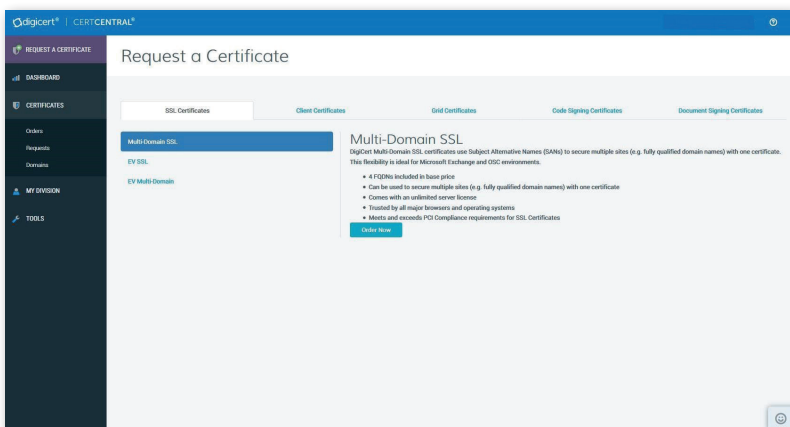 digicert® | CERTCENTRAL®
REQUEST A CERTIFICATE
DASHBOARD
CERTIFICATES
Orders
Requests
Domains
MY DIVISION
TOOLS
Request a Certificate
SSL Certificates
Client Certificates
Grid Certificates
Code Signing Certificates
Document Signing Certificates
Multi-Domain SSL
EV SSL
EV Multi-Domain
Multi-Domain SSL
DigiCert Multi-Domain SSL certificates use Subject Alternative Names (SANs) to secure multiple sites (e.g. fully qualified domain names) with one certificate.
This flexibility is ideal for Microsoft Exchange and OSC environments.
• 4 FQDNs included in base price
• Can be used to secure multiple sites (e.g. fully qualified domain names) with one certificate
• Comes with an unlimited server license
• Trusted by all major browsers and operating systems
• Meets and exceeds PCI Compliance requirements for SSL Certificates
Order Now